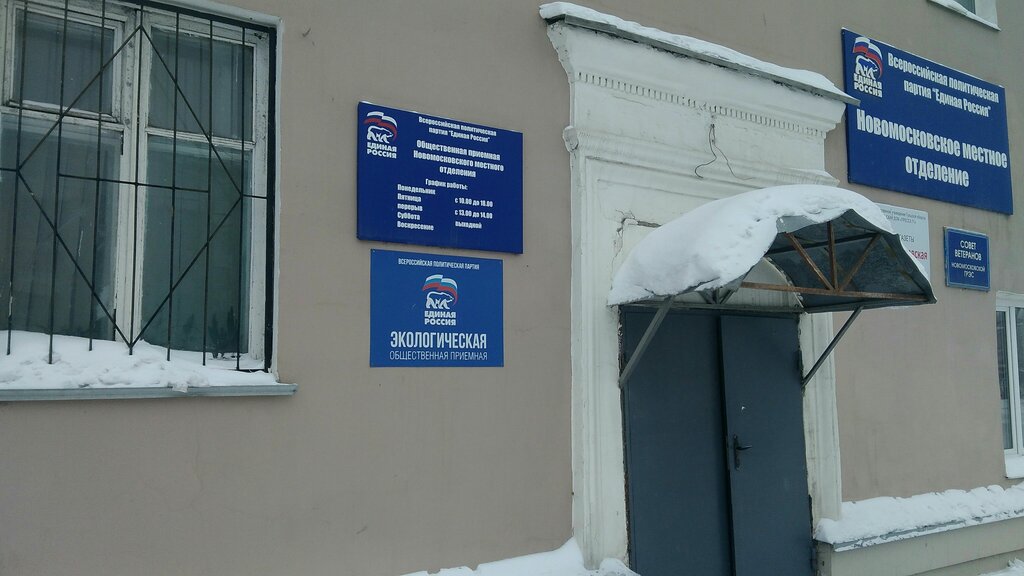 Всероссийская политическая
партия "Единая Россия"
ЕДИНАЯ
РОССИЯ
Общественная приемная
Новомосковского местного
отделения
График работы:
Понедельник
Пятница с 10.00 до 18.00
перерыв с 13.00 до 14.00
Суббота
Воскресение выходной
ВСЕРОССИЙСКАЯ ПОЛИТИЧЕСКАЯ ПАРТИЯ
ЕДИНАЯ
РОССИЯ
ЭКОЛОГИЧЕСКАЯ
ОБЩЕСТВЕННАЯ ПРИЕМНАЯ
Всероссийская политическая
партия "Единая Россия"
ЕДИНАЯ
РОССИЯ
Новомосковское местное
отделение
СОВЕТ
ВЕТЕРАНОВ
НОВОМОСКОВСКОЙ
ГРЭС